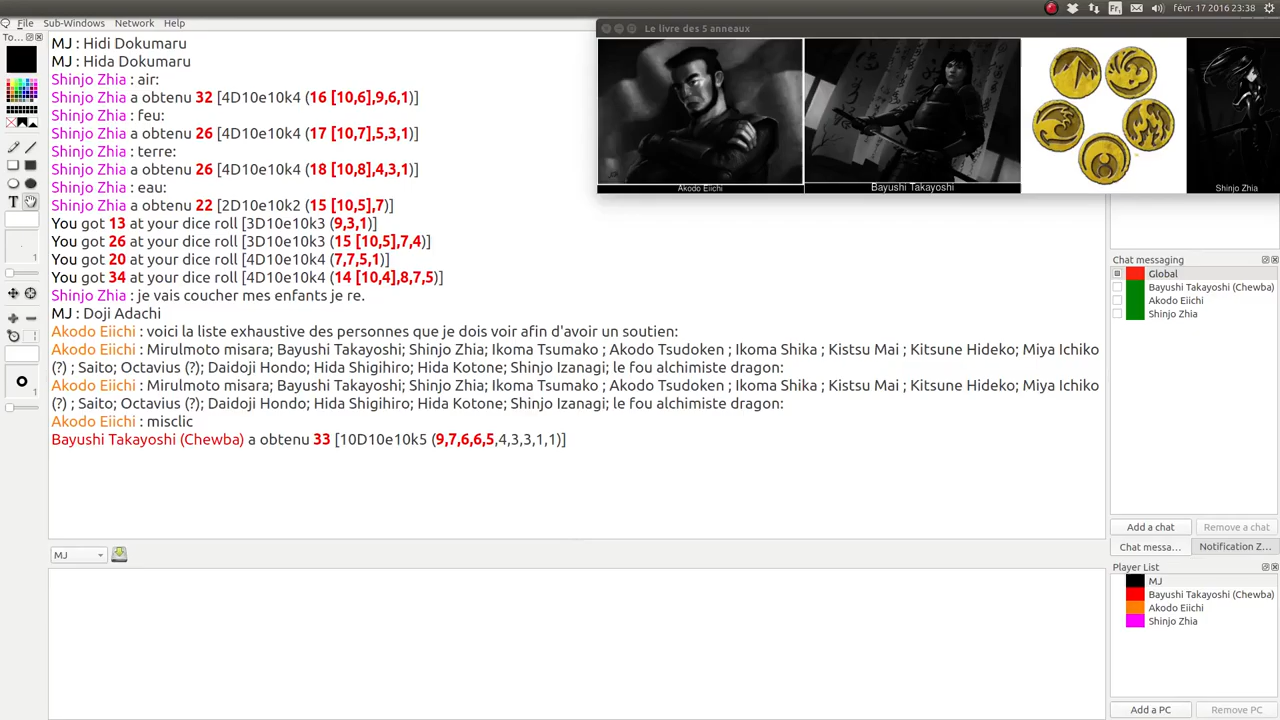 Fr
févr. 17 2016 23:38
File Sub-Windows Network Help
Le livre des 5 anneaux
To...
MJ : Hidi Dokumaru
MJ : Hida Dokumaru
Shinjo Zhia : air:
Shinjo Zhia a obtenu 32 [4D10e10k4 (16 [10,6],9,6,1)]
Shinjo Zhia : feu:
Shinjo Zhia a obtenu 26 [4D10e10k4 (17 [10,7],5,3,1)]
Shinjo Zhia : terre:
Shinjo Zhia a obtenu 26 [4D10e10k4 (18 [10,8],4,3,1)]
Shinjo Zhia : eau:
Shinjo Zhia a obtenu 22 [2D10e10k2 (15 [10,5],7)]
You got 13 at your dice roll [3D10e10k3 (9,3,1)]
You got 26 at your dice roll [3D10e10k3 (15 [10,5],7,4)]
You got 20 at your dice roll [4D10e10k4 (7,7,5,1)]
You got 34 at your dice roll [4D10e10k4 (14 [10,4],8,7,5)]
Shinjo Zhia : je vais coucher mes enfants je re.
MJ : Doji Adachi
Akodo Eiichi : voici la liste exhaustive des personnes que je dois voir afin d'avoir un soutien:
Akodo Eiichi : Mirulmoto misara; Bayushi Takayoshi; Shinjo Zhia; Ikoma Tsumako ; Akodo Tsudoken ; Ikoma Shika ; Kistsu Mai ; Kitsune Hideko; Miya Ichiko
(?) ; Saito; Octavius (?); Daidoji Hondo; Hida Shigihiro; Hida Kotone; Shinjo Izanagi; le fou alchimiste dragon:
Akodo Eiichi : Mirulmoto misara; Bayushi Takayoshi; Shinjo Zhia; Ikoma Tsumako ; Akodo Tsudoken ; Ikoma Shika ; Kistsu Mai ; Kitsune Hideko; Miya Ichiko
(?) ; Saito; Octavius (?); Daidoji Hondo; Hida Shigihiro; Hida Kotone; Shinjo Izanagi; le fou alchimiste dragon:
Akodo Eiichi : misclic
Bayushi Takayoshi (Chewba) a obtenu 33 [10D10e10k5 (9,7,6,6,5,4,3,3,1,1)]
Akodo Eiichi
Bayushi Takayoshi
Shinjo Zhia
T
1
1
1
MJ
Chat messaging
Global
Bayushi Takayoshi (Chewba)
Akodo Eiichi
Shinjo Zhia
Add a chat
Remove a chat
Chat messa...
Notification Z...
Player List
MJ
Bayushi Takayoshi (Chewba)
Akodo Eiichi
Shinjo Zhia
Add a PC
Remove PC